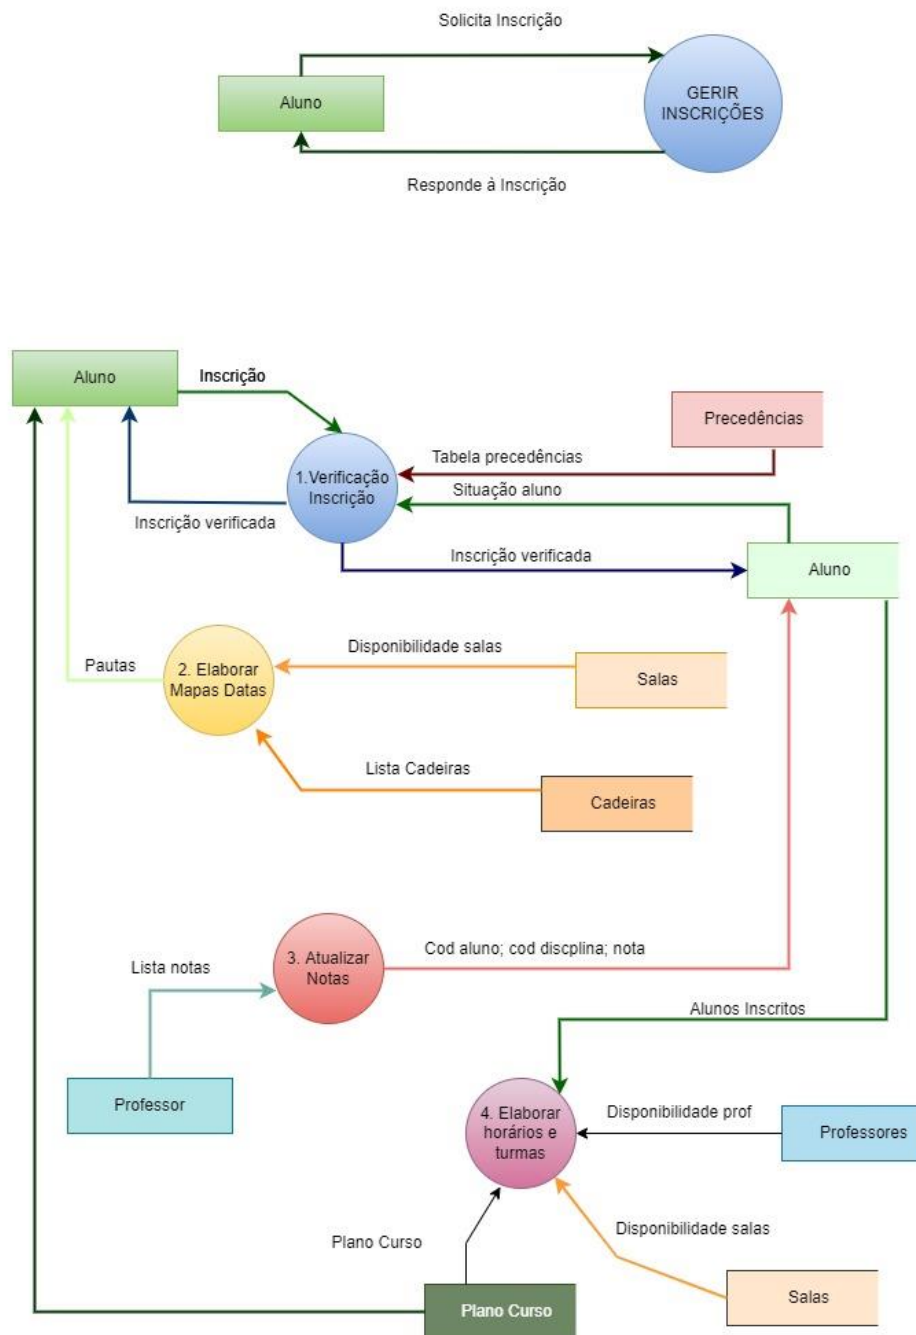 Solicita Inscrição
Aluno
GERIR
INSCRIÇÕES
Responde à Inscrição
Aluno
Inscrição
Precedências
Tabela precedências
1.Verificação
Inscrição
Situação aluno
Inscrição verificada
Inscrição verificada
Aluno
Disponibilidade salas
Pautas
2. Elaborar
Mapas Datas
Salas
Lista Cadeiras
Cadeiras
Lista notas
3. Atualizar
Notas
Cod aluno; cod discplina; nota
Alunos Inscritos
Professor
4. Elaborar
horários e
turmas
Disponibilidade prof
Professores
Plano Curso
Disponibilidade salas
Plano Curso
Salas